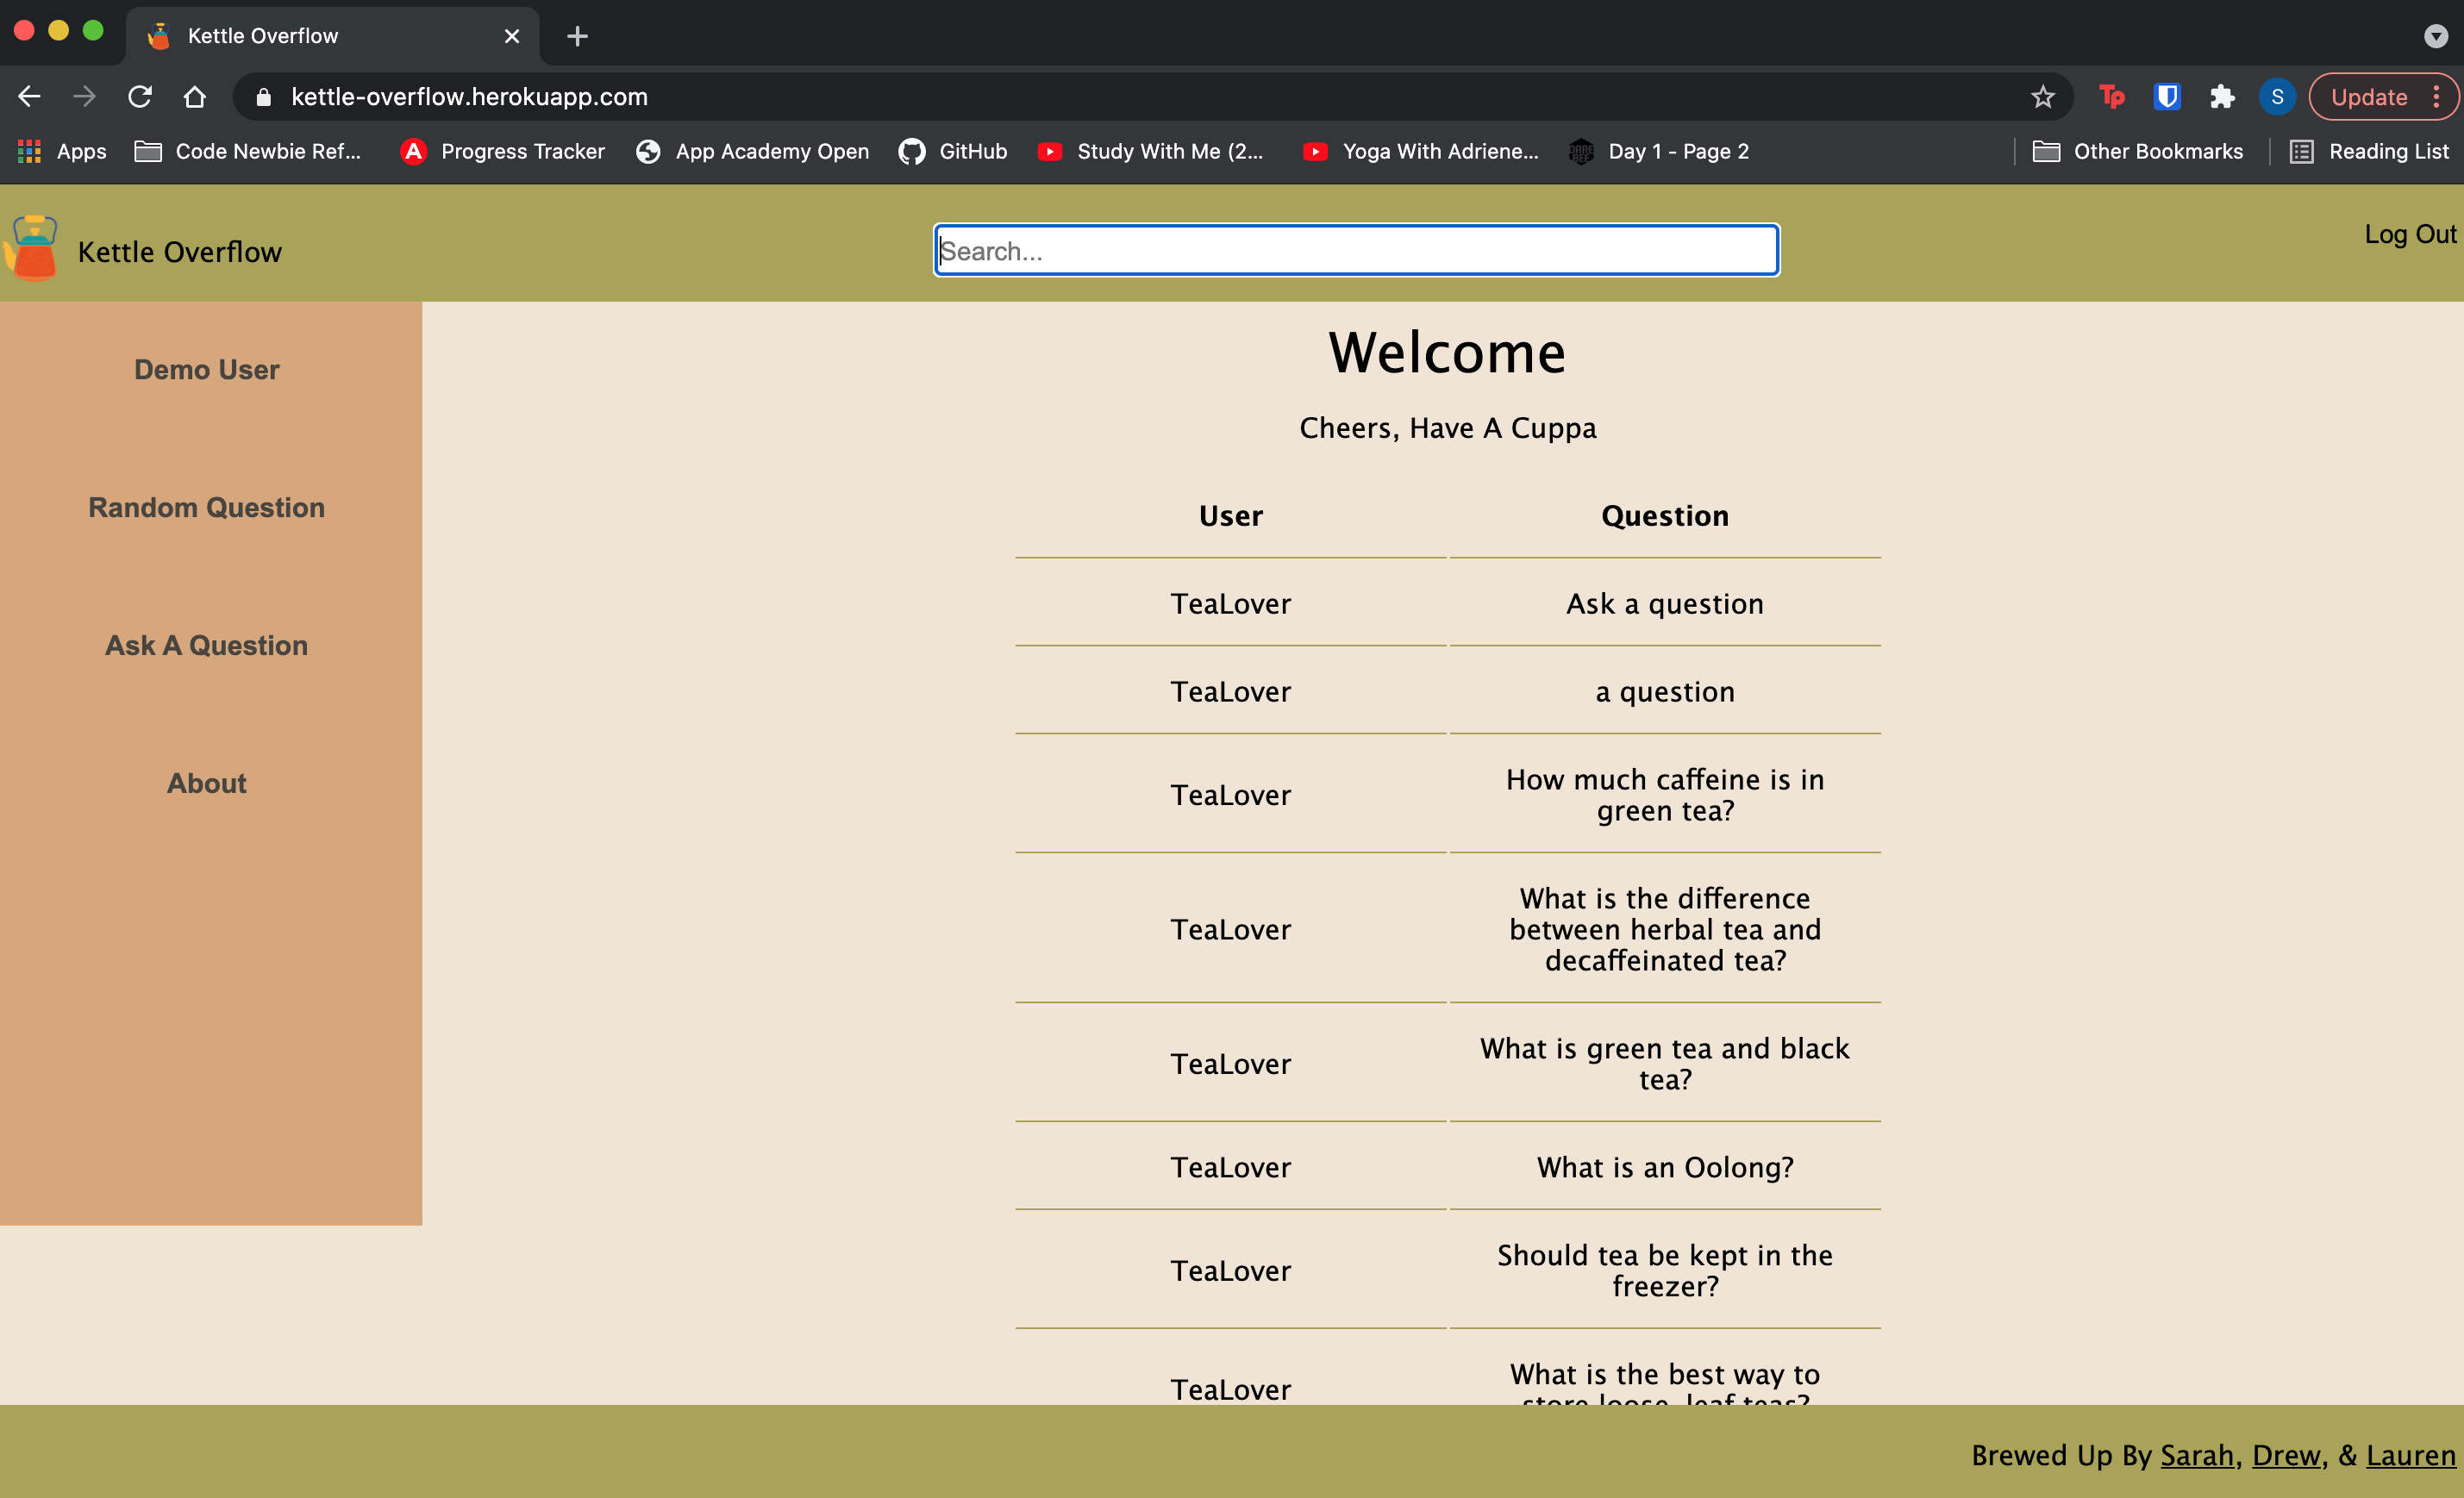 Kettle Overflow
kettle-overflow.herokuapp.com
Tp
S
Update
Apps
Code Newbie Ref...
A
Progress Tracker
App Academy Open
GitHub
Study With Me (2...
Yoga With Adriene...
Day 1 - Page 2
Other Bookmarks
Reading List
Kettle Overflow
Search...
Log Out
Demo User
Random Question
Ask A Question
About
Welcome
Cheers, Have A Cuppa
User Question
TeaLover Ask a question
TeaLover a question
TeaLover How much caffeine is in
green tea?
TeaLover What is the difference
between herbal tea and
decaffeinated tea?
TeaLover What is green tea and black
tea?
TeaLover What is an Oolong?
TeaLover Should tea be kept in the
freezer?
TeaLover What is the best way to
store loose, leaf teas?
Brewed Up By Sarah, Drew, & Lauren